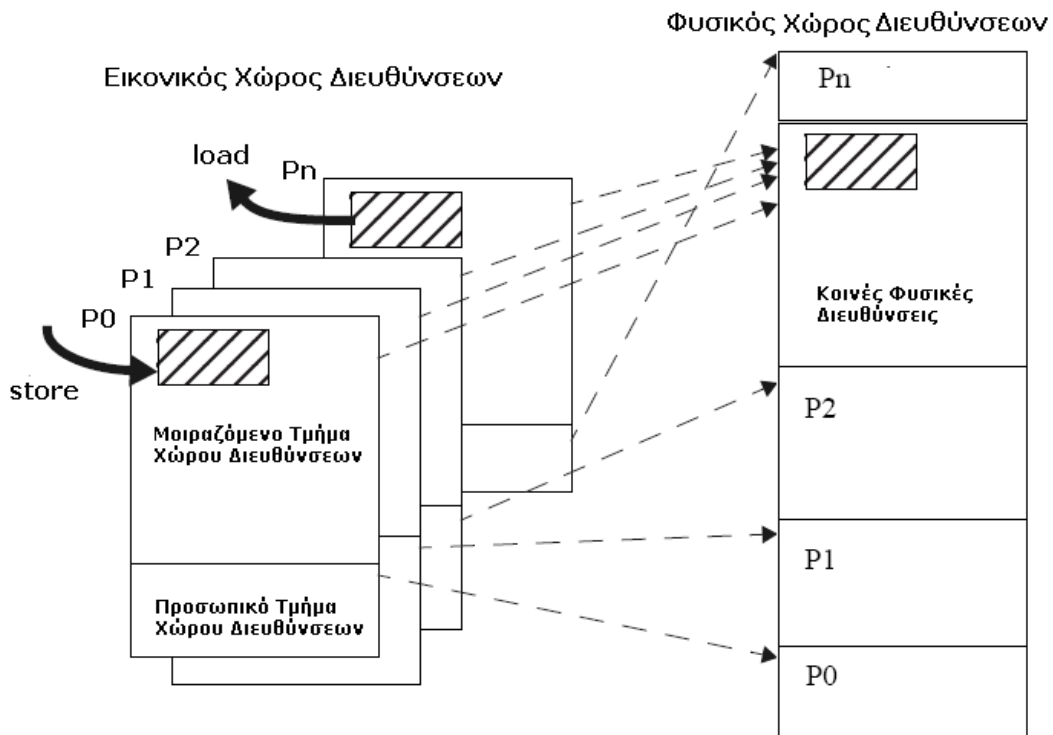 Φυσικός Χώρος Διευθύνσεων
Εικονικός Χώρος Διευθύνσεων
Pn
load
Pn
P2
P1
P0
store
Μοιραζόμενο Τμήμα
Χώρου Διευθύνσεων
Προσωπικό Τμήμα
Χώρου Διευθύνσεων
Κοινές Φυσικές
Διευθύνσεις
P2
P1
P0